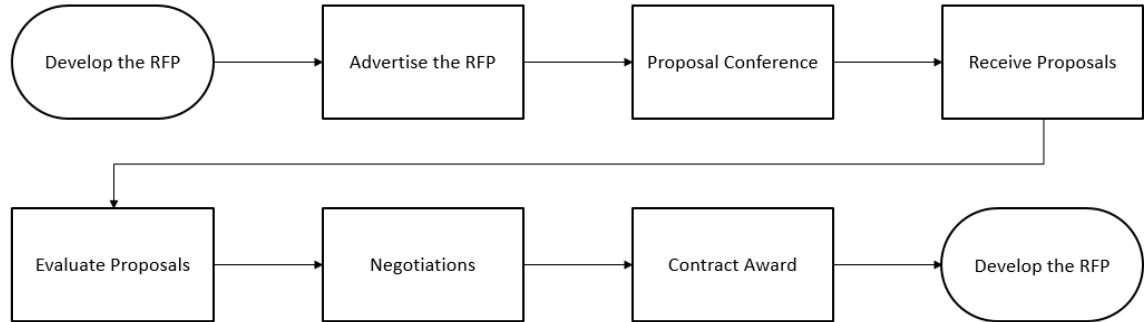 Develop the RFP
Advertise the RFP
Proposal Conference
Receive Proposals
Evaluate Proposals
Negotiations
Contract Award
Develop the RFP